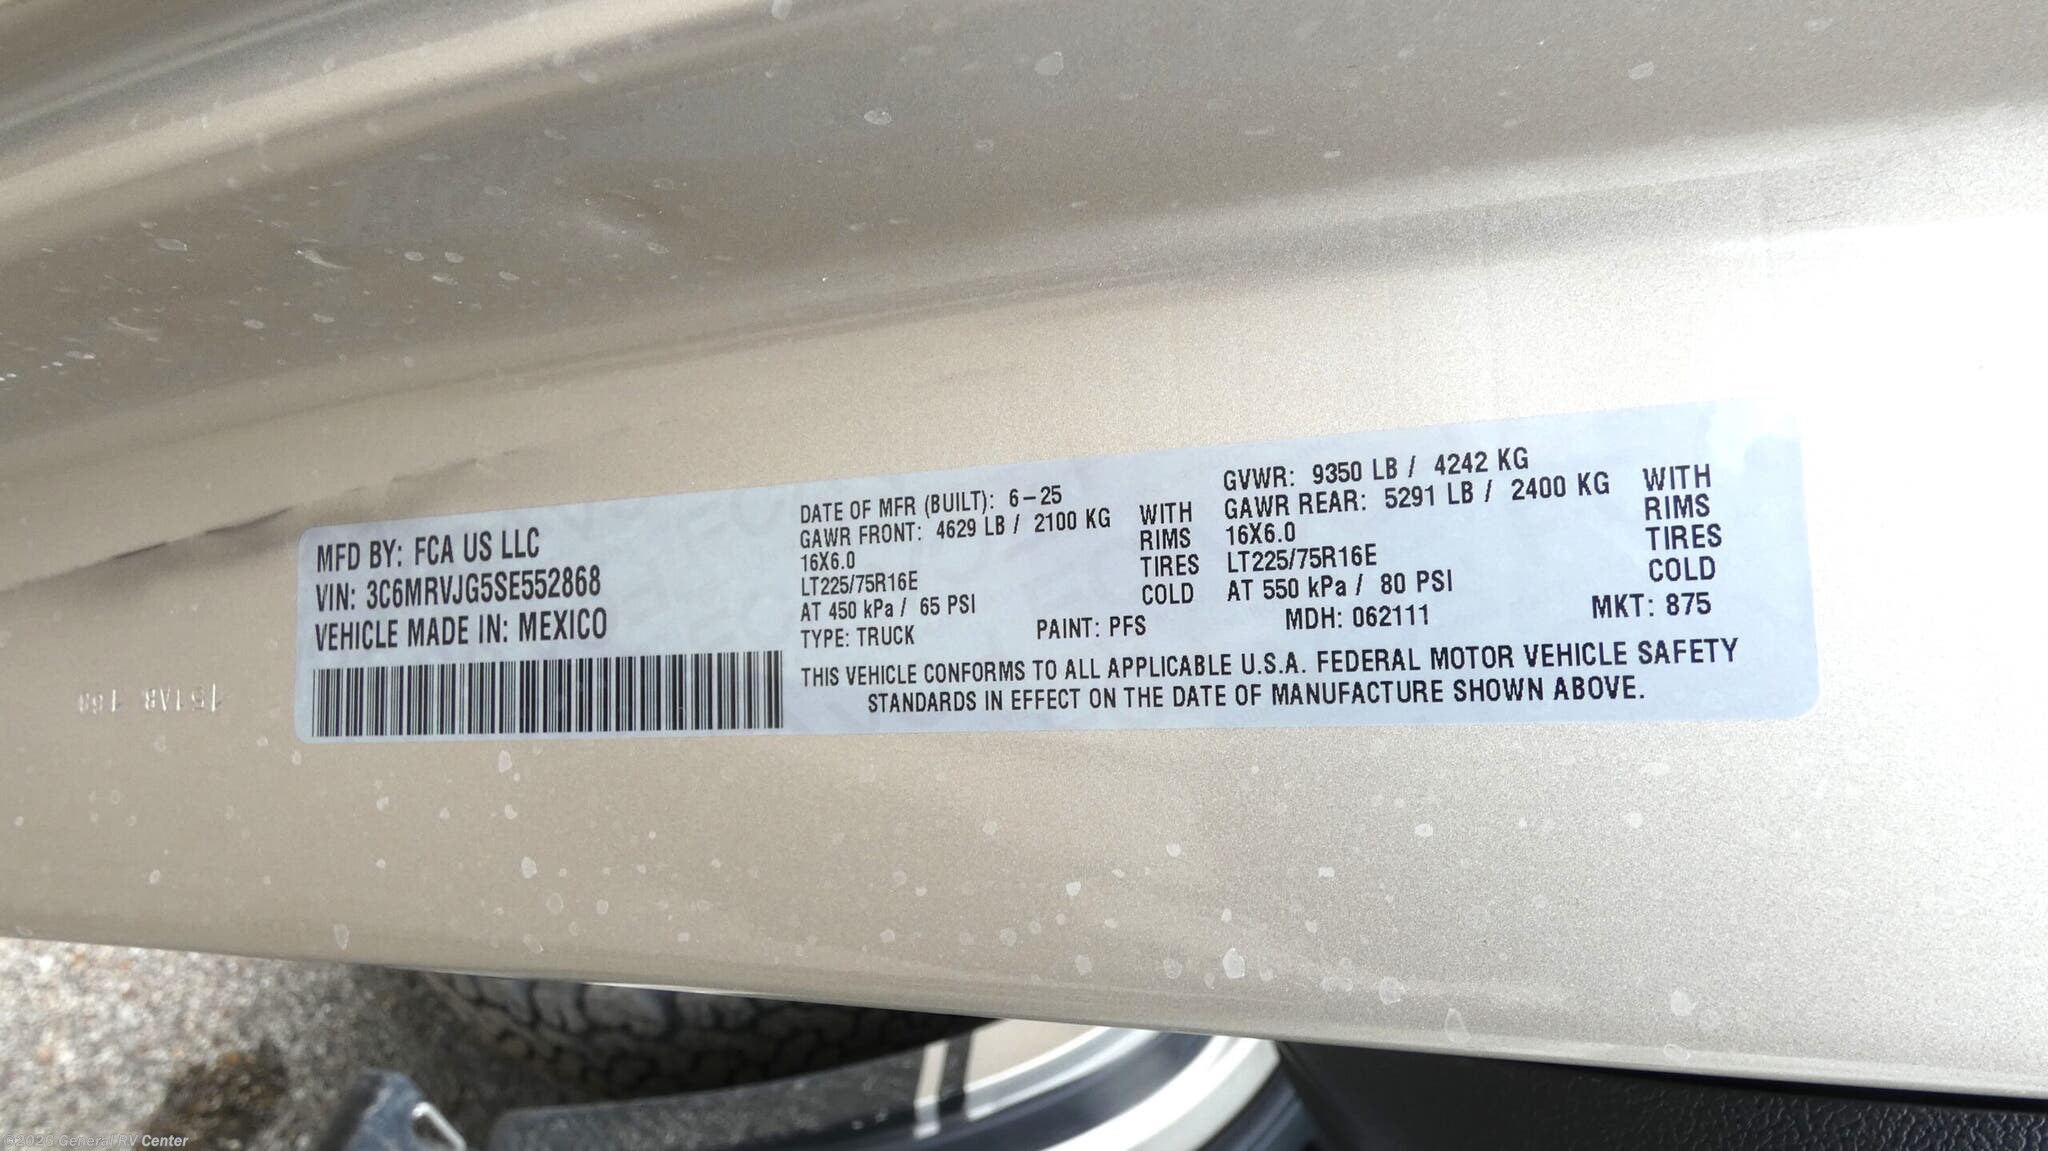 MFD BY: FCA US LLC
VIN: 3C6MRVJG5SE552868
VEHICLE MADE IN: MEXICO
DATE OF MFR (BUILT): 6-25
GAWR FRONT: 4629 LB / 2100 KG
16X6.0
LT225/75R16E
AT 450 kPa / 65 PSI
WITH
RIMS
TIRES
COLD
GVWR: 9350 LB / 4242 KG
GAWR REAR: 5291 LB / 2400 KG
16X6.0
LT225/75R16E
AT 550 kPa / 80 PSI
WITH
RIMS
TIRES
COLD
TYPE: TRUCK PAINT: PFS MDH: 062111 MKT: 875
THIS VEHICLE CONFORMS TO ALL APPLICABLE U.S.A. FEDERAL MOTOR VEHICLE SAFETY
STANDARDS IN EFFECT ON THE DATE OF MANUFACTURE SHOWN ABOVE.
©2026 General RV Center